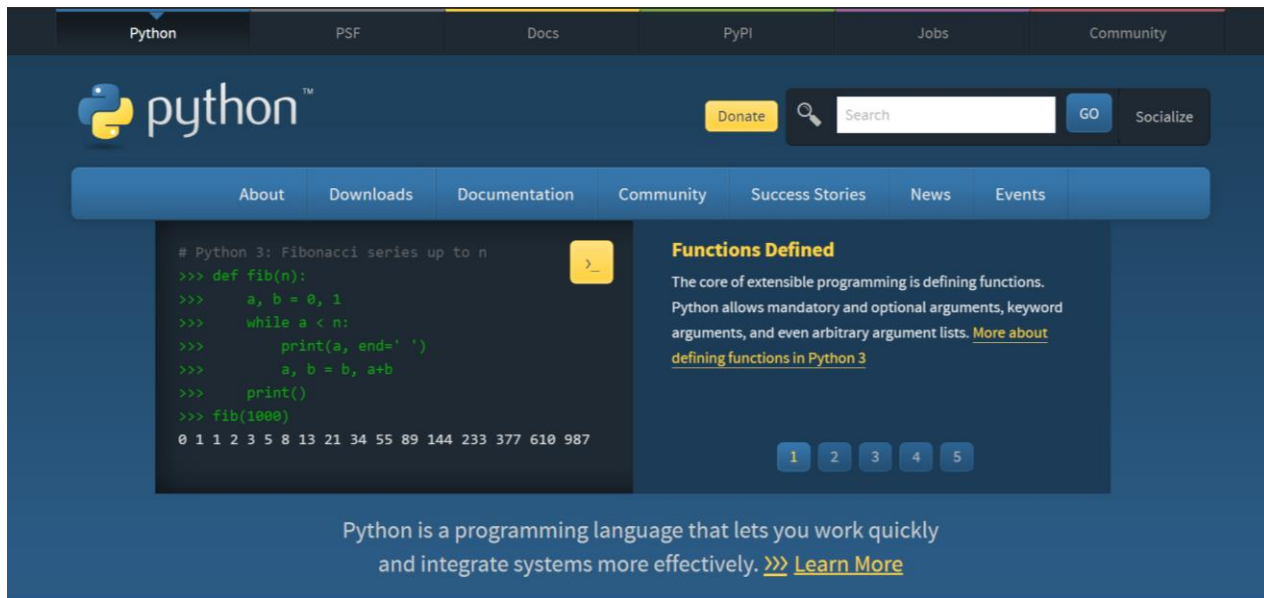 Python PSF Docs PyPI Jobs Community
python™
Donate Search GO Socialize
About Downloads Documentation Community Success Stories News Events
# Python 3: Fibonacci series up to n
>>> def fib(n):
>>>     a, b = 0, 1
>>>     while a < n:
>>>         print(a, end=' ')
>>>         a, b = b, a+b
>>>     print()
>>> fib(1000)
0 1 1 2 3 5 8 13 21 34 55 89 144 233 377 610 987
>_
Functions Defined
The core of extensible programming is defining functions.
Python allows mandatory and optional arguments, keyword
arguments, and even arbitrary argument lists. More about
defining functions in Python 3
1 2 3 4 5
Python is a programming language that lets you work quickly
and integrate systems more effectively. >>> Learn More